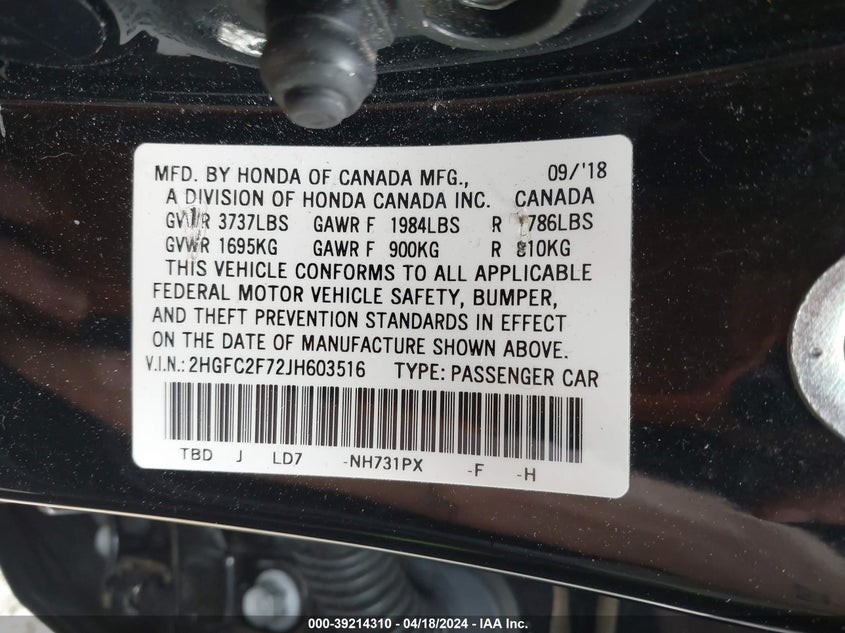 MFD. BY HONDA OF CANADA MFG., 09/'18
A DIVISION OF HONDA CANADA INC. CANADA
GVWR 3737LBS GAWR F 1984LBS R 1786LBS
GVWR 1695KG GAWR F 900KG R 810KG
THIS VEHICLE CONFORMS TO ALL APPLICABLE
FEDERAL MOTOR VEHICLE SAFETY, BUMPER,
AND THEFT PREVENTION STANDARDS IN EFFECT
ON THE DATE OF MANUFACTURE SHOWN ABOVE.
V.I.N.: 2HGFC2F72JH603516 TYPE: PASSENGER CAR
TBD J LD7 -NH731PX -F -H
000-39214310 - 04/18/2024 - IAA Inc.